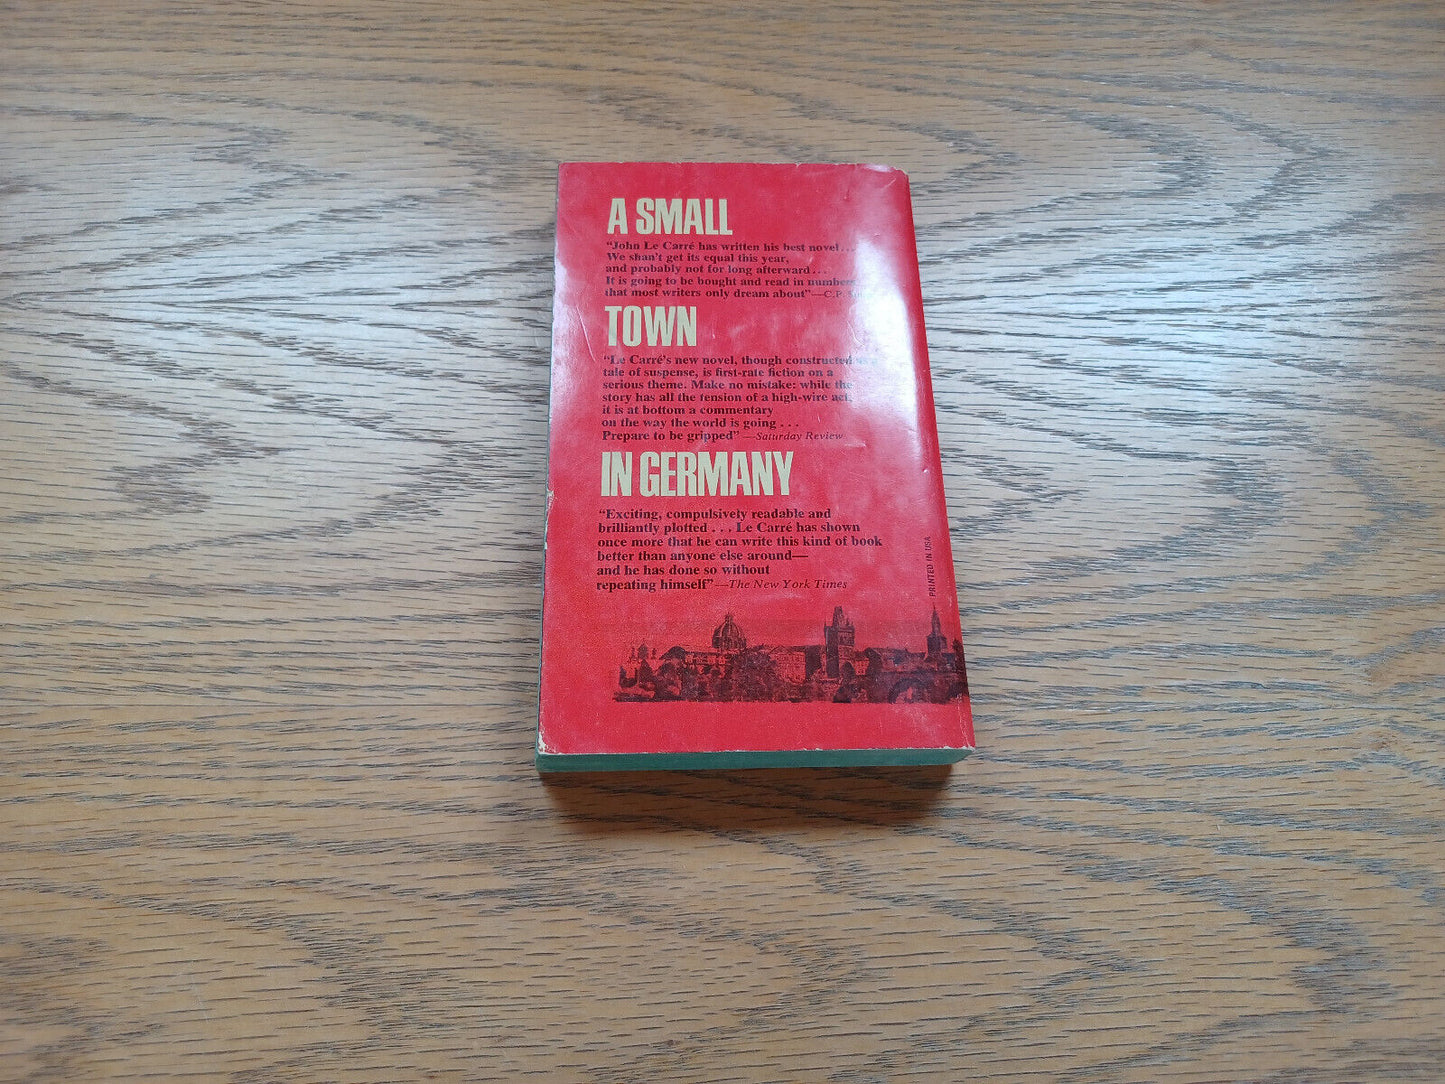 A SMALL
"John Le Carré has written his best novel...
We shan't get its equal this year,
and probably not for long afterward...
It is going to be bought and read in numbers
that most writers only dream about"—C.P.
TOWN
"Le Carré's new novel, though constructed
tale of suspense, is first-rate fiction on a
serious theme. Make no mistake: while the
story has all the tension of a high-wire act,
it is at bottom a commentary
on the way the world is going . . .
Prepare to be gripped" —Saturday Review
IN GERMANY
"Exciting, compulsively readable and
brilliantly plotted . . . Le Carré has shown
once more that he can write this kind of book
better than anyone else around—
and he has done so without
repeating himself"—The New York Times
PRINTED IN USA